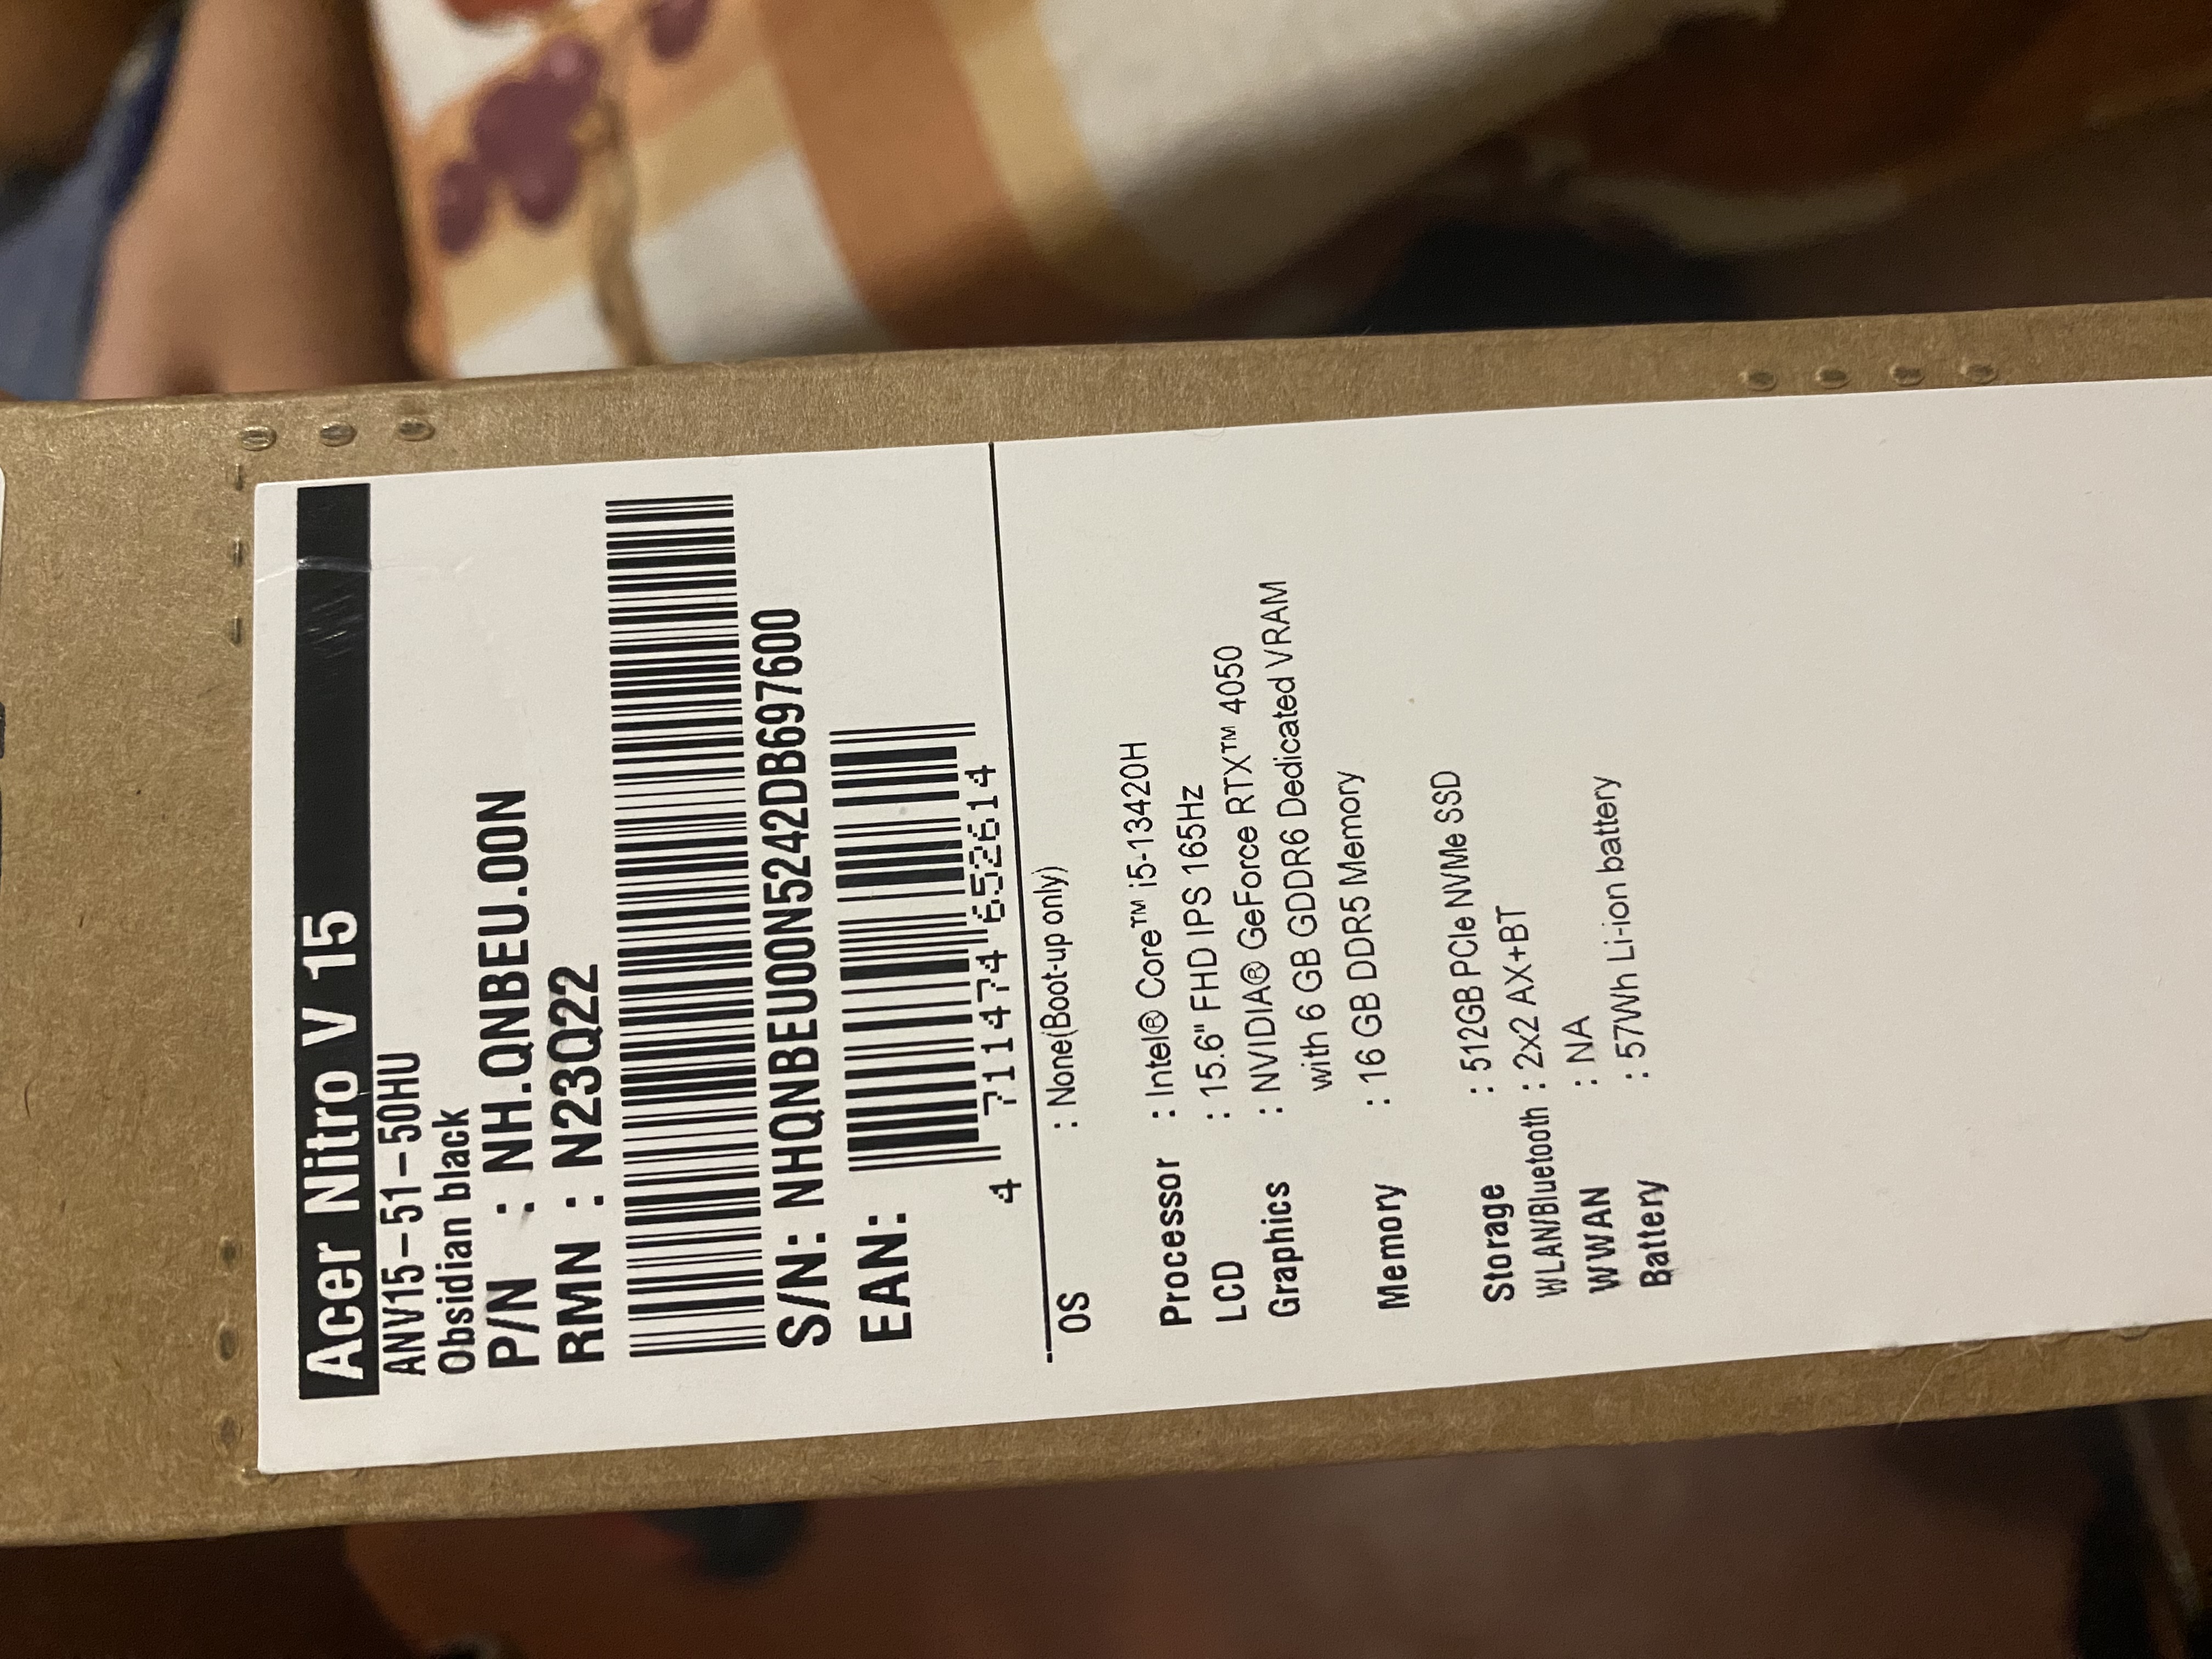 Acer Nitro V 15
ANV15-51-50HU
Obsidian black
P/N : NH.QNBEU.00N
RMN : N23Q22
S/N: NHQNBEU00N5242DB697600
EAN:
4 711474 652614
OS : None(Boot-up only)
Processor : Intel® Core™ i5-13420H
LCD : 15.6" FHD IPS 165Hz
Graphics : NVIDIA® GeForce RTX™ 4050
with 6 GB GDDR6 Dedicated VRAM
Memory : 16 GB DDR5 Memory
Storage : 512GB PCIe NVMe SSD
WLAN/Bluetooth : 2x2 AX+BT
WWAN : NA
Battery : 57Wh Li-ion battery